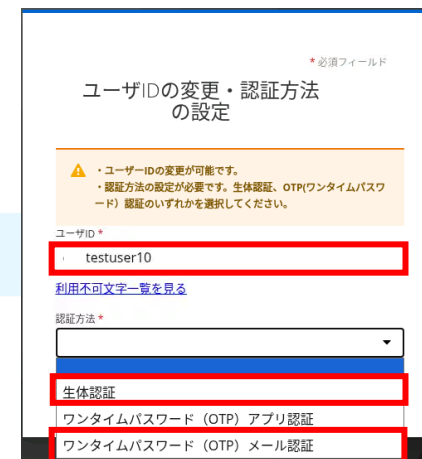 * 必須フィールド
ユーザIDの変更・認証方法
の設定
・ユーザーIDの変更が可能です。
・認証方法の設定が必要です。生体認証、OTP(ワンタイムパスワ
ード）認証のいずれかを選択してください。
ユーザID *
testuser10
利用不可文字一覧を見る
認証方法 *
生体認証
ワンタイムパスワード（OTP）アプリ認証
ワンタイムパスワード（OTP）メール認証